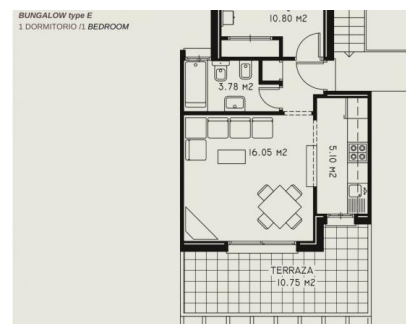 BUNGALOW type E
1 DORMITORIO /1 BEDROOM
10.80 M2
3.78 M2
16.05 M2
5.10 M2
TERRAZA
10.75 M2